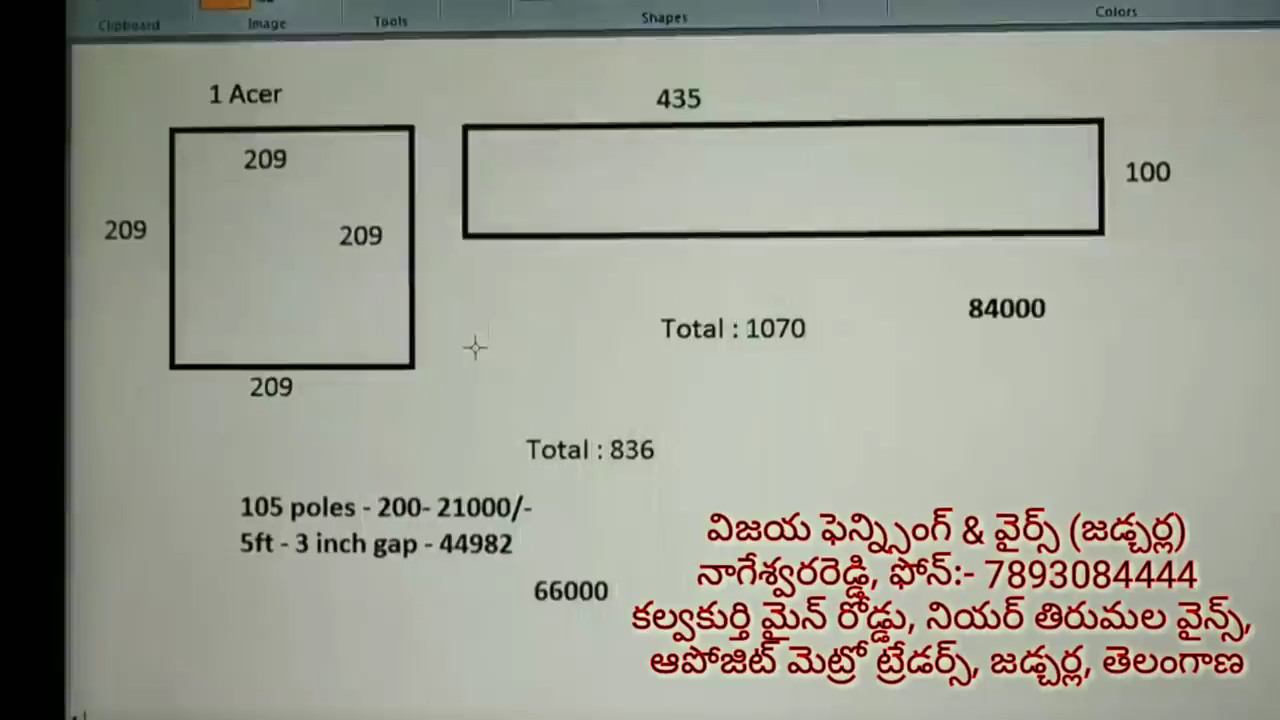 Clipboard
Image
Tools
Shapes
Colors
1 Acer
435
209
100
209
209
84000
Total : 1070
209
Total : 836
105 poles - 200- 21000/-
5ft - 3 inch gap - 44982
66000
విజయ ఫెన్సింగ్ & వైర్స్ (జడ్చర్ల)
నాగేశ్వరరెడ్డి, ఫోన్:- 7893084444
కల్వకుర్తి మైన్ రోడ్డు, నియర్ తిరుమల వైన్స్,
ఆపోజిట్ మెట్రో ట్రేడర్స్, జడ్చర్ల, తెలంగాణ